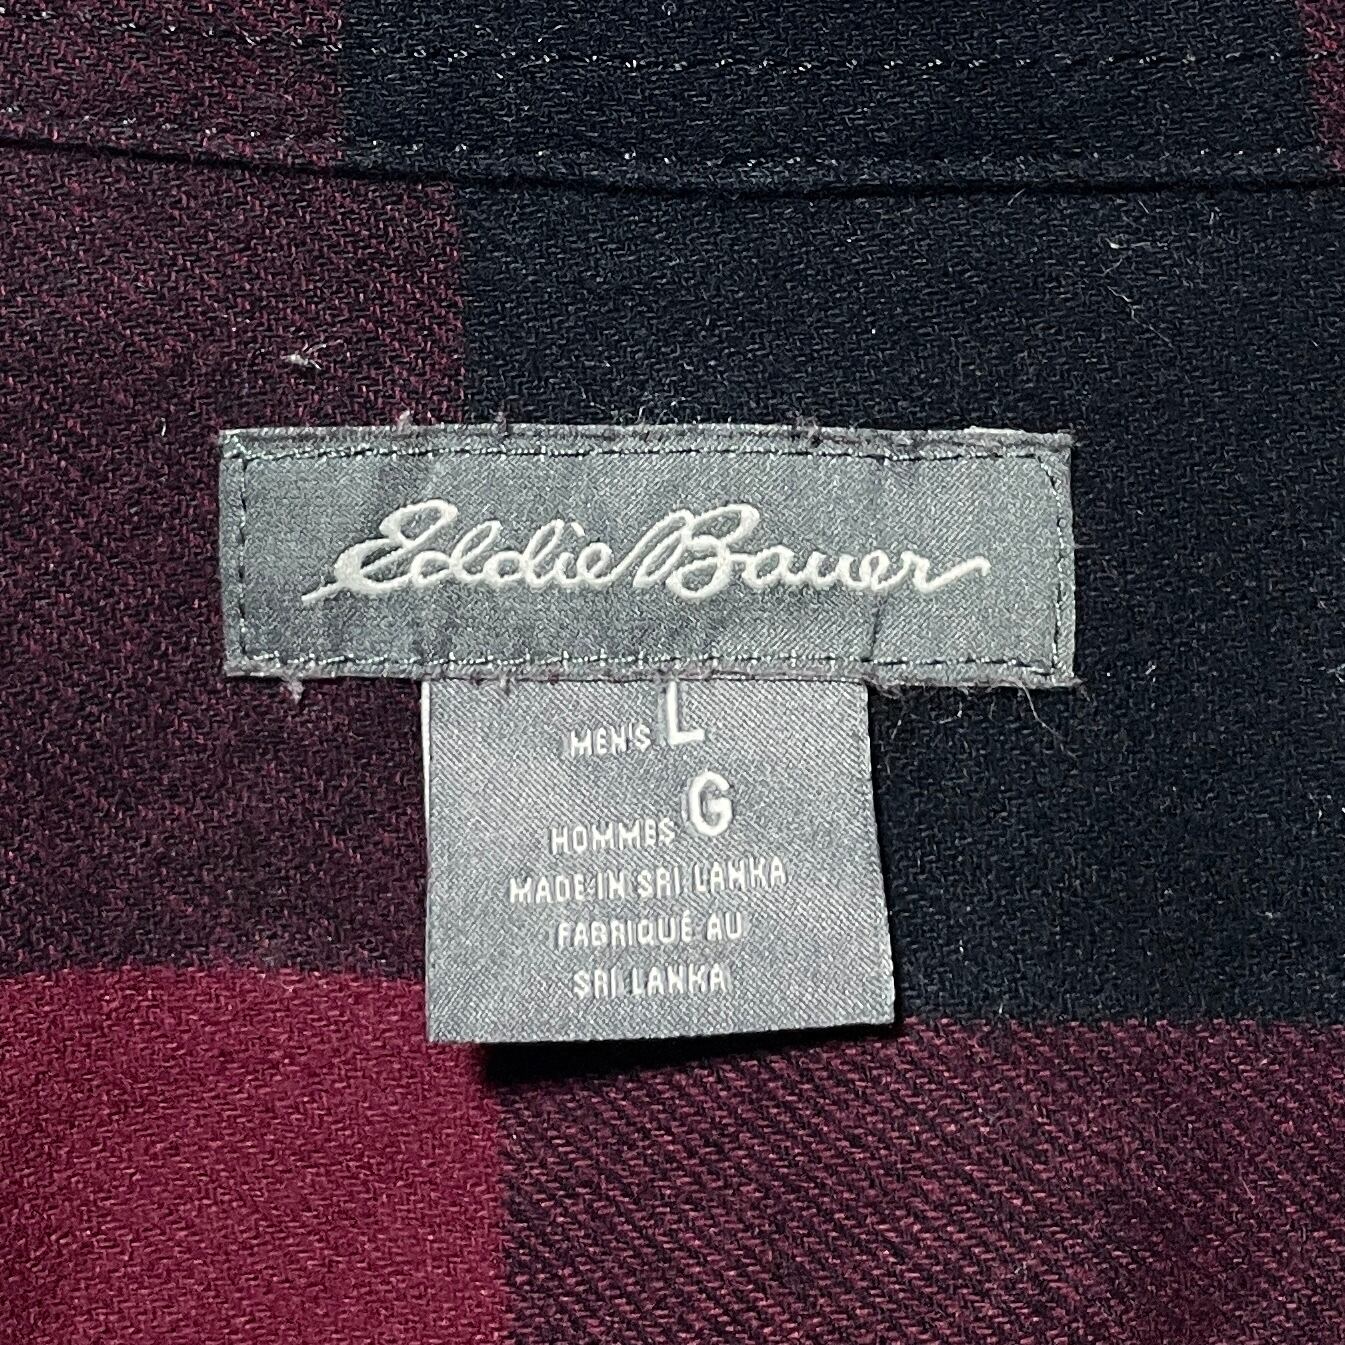 Eddie Bauer
MEN'S L
HOMMES G
MADE IN SRI LANKA
FABRIQUÉ AU
SRI LANKA